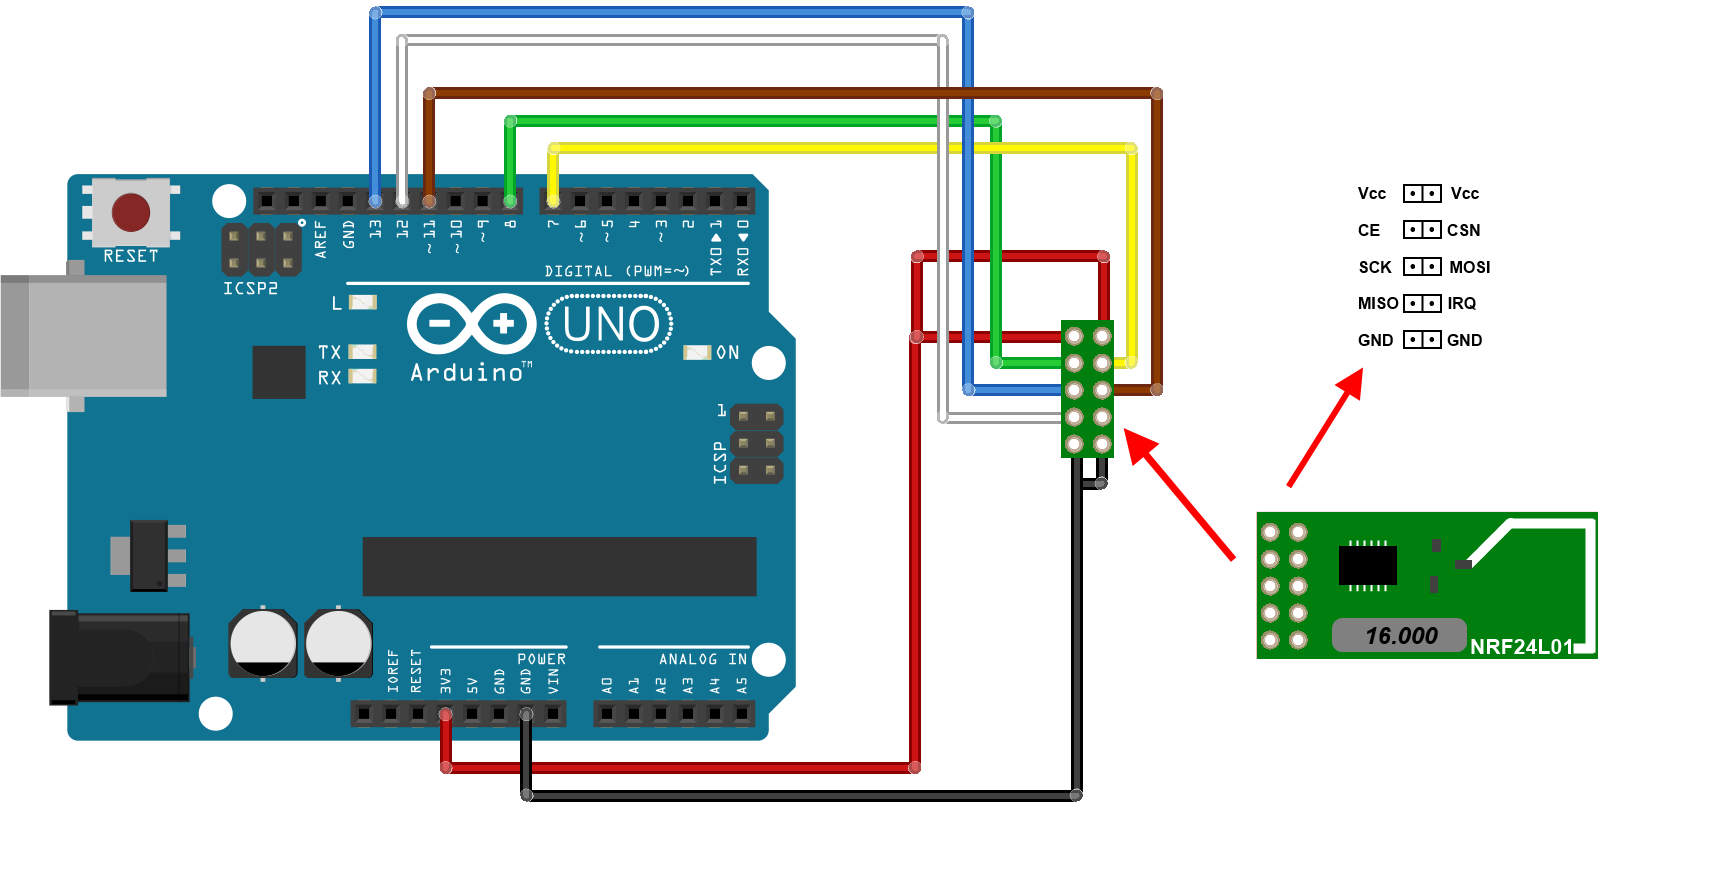 RESET
ICSP2
AREF
GND
13
12
~11
~10
~9
8
7
~6
~5
4
~3
2
TX0▶1
RX0◀0
DIGITAL (PWM=~)
L
TX
RX
UNO
Arduino™
ON
1
ICSP
Vcc Vcc
CE CSN
SCK MOSI
MISO IRQ
GND GND
16.000
NRF24L01
POWER
ANALOG IN
IOREF
RESET
3V3
5V
GND
GND
VIN
A0
A1
A2
A3
A4
A5